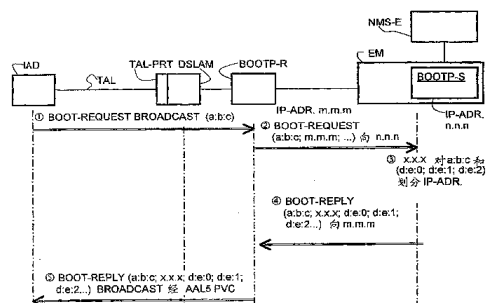 NMS-E
IAD
TAL-PRT DSLAM
BOOTP-R
EM
TAL
BOOTP-S
IP-ADR. m.m.m
IP-ADR.
n.n.n
① BOOT-REQUEST BROADCAST (a:b:c)
② BOOT-REQUEST
(a:b:c; m.m.m; ...) 向 n.n.n
③ x.x.x 对 a:b:c 和
(d:e:0; d:e:1; d:e:2)
划分 IP-ADR.
④ BOOT-REPLY
(a:b:c; x.x.x; d:e:0; d:e:1;
d:e:2...) 向 m.m.m
⑤ BOOT-REPLY (a:b:c; x.x.x; d:e:0; d:e:1;
d:e:2...) BROADCAST 经 AAL5 PVC